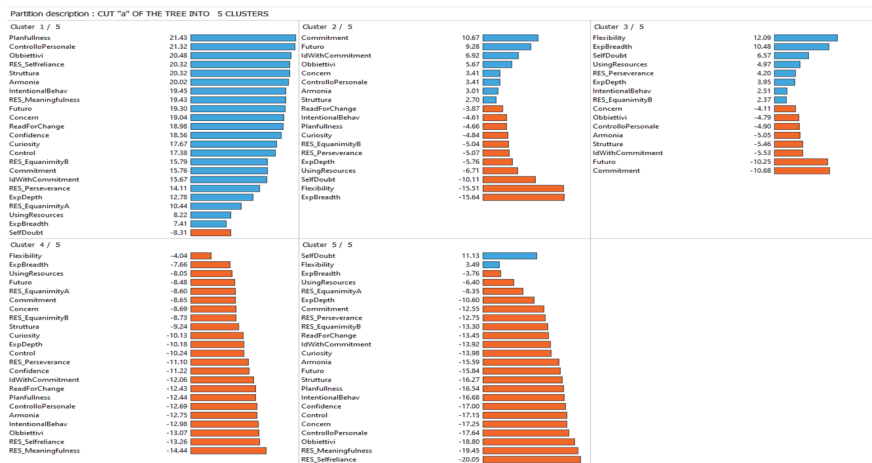 Partition description : CUT "a" OF THE TREE INTO 5 CLUSTERS
Cluster 1 / 5
Planfullness 21.43
ControlloPersonale 21.32
Obbiettivi 20.48
RES_Selfreliance 20.32
Struttura 20.32
Armonia 20.02
IntentionalBehav 19.45
RES_Meaningfulness 19.43
Futuro 19.30
Concern 19.04
ReadForChange 18.98
Confidence 18.56
Curiosity 17.67
Control 17.38
RES_EquanimityB 15.79
Commitment 15.76
IdWithCommitment 15.67
RES_Perseverance 14.11
ExpDepth 12.78
RES_EquanimityA 10.44
UsingResources 8.22
ExpBreadth 7.41
SelfDoubt -8.31
Cluster 2 / 5
Commitment 10.67
Futuro 9.28
IdWithCommitment 6.92
Obbiettivi 5.67
Concern 3.41
ControlloPersonale 3.41
Armonia 3.01
Struttura 2.70
ReadForChange -3.87
IntentionalBehav -4.61
Planfullness -4.66
Curiosity -4.84
RES_EquanimityB -5.04
RES_Perseverance -5.07
ExpDepth -5.76
UsingResources -6.71
SelfDoubt -10.11
Flexibility -15.51
ExpBreadth -15.64
Cluster 3 / 5
Flexibility 12.09
ExpBreadth 10.48
SelfDoubt 6.57
UsingResources 4.97
RES_Perseverance 4.20
ExpDepth 3.95
IntentionalBehav 2.51
RES_EquanimityB 2.37
Concern -4.11
Obbiettivi -4.79
ControlloPersonale -4.90
Armonia -5.05
Struttura -5.46
IdWithCommitment -5.53
Futuro -10.25
Commitment -10.68
Cluster 4 / 5
Flexibility -4.04
ExpBreadth -7.66
UsingResources -8.05
Futuro -8.48
RES_EquanimityA -8.60
Commitment -8.65
Concern -8.69
RES_EquanimityB -8.73
Struttura -9.24
Curiosity -10.13
ExpDepth -10.18
Control -10.24
RES_Perseverance -11.10
Confidence -11.22
IdWithCommitment -12.06
ReadForChange -12.43
Planfullness -12.44
ControlloPersonale -12.69
Armonia -12.75
IntentionalBehav -12.98
Obbiettivi -13.07
RES_Selfreliance -13.26
RES_Meaningfulness -14.44
Cluster 5 / 5
SelfDoubt 11.13
Flexibility 3.49
ExpBreadth -3.76
UsingResources -6.40
RES_EquanimityA -8.35
ExpDepth -10.60
Commitment -12.55
RES_Perseverance -12.75
RES_EquanimityB -13.30
ReadForChange -13.45
IdWithCommitment -13.92
Curiosity -13.98
Armonia -15.59
Futuro -15.84
Struttura -16.27
Planfullness -16.54
IntentionalBehav -16.68
Confidence -17.00
Control -17.15
Concern -17.25
ControlloPersonale -17.64
Obbiettivi -18.80
RES_Meaningfulness -19.45
RES_Selfreliance -20.05